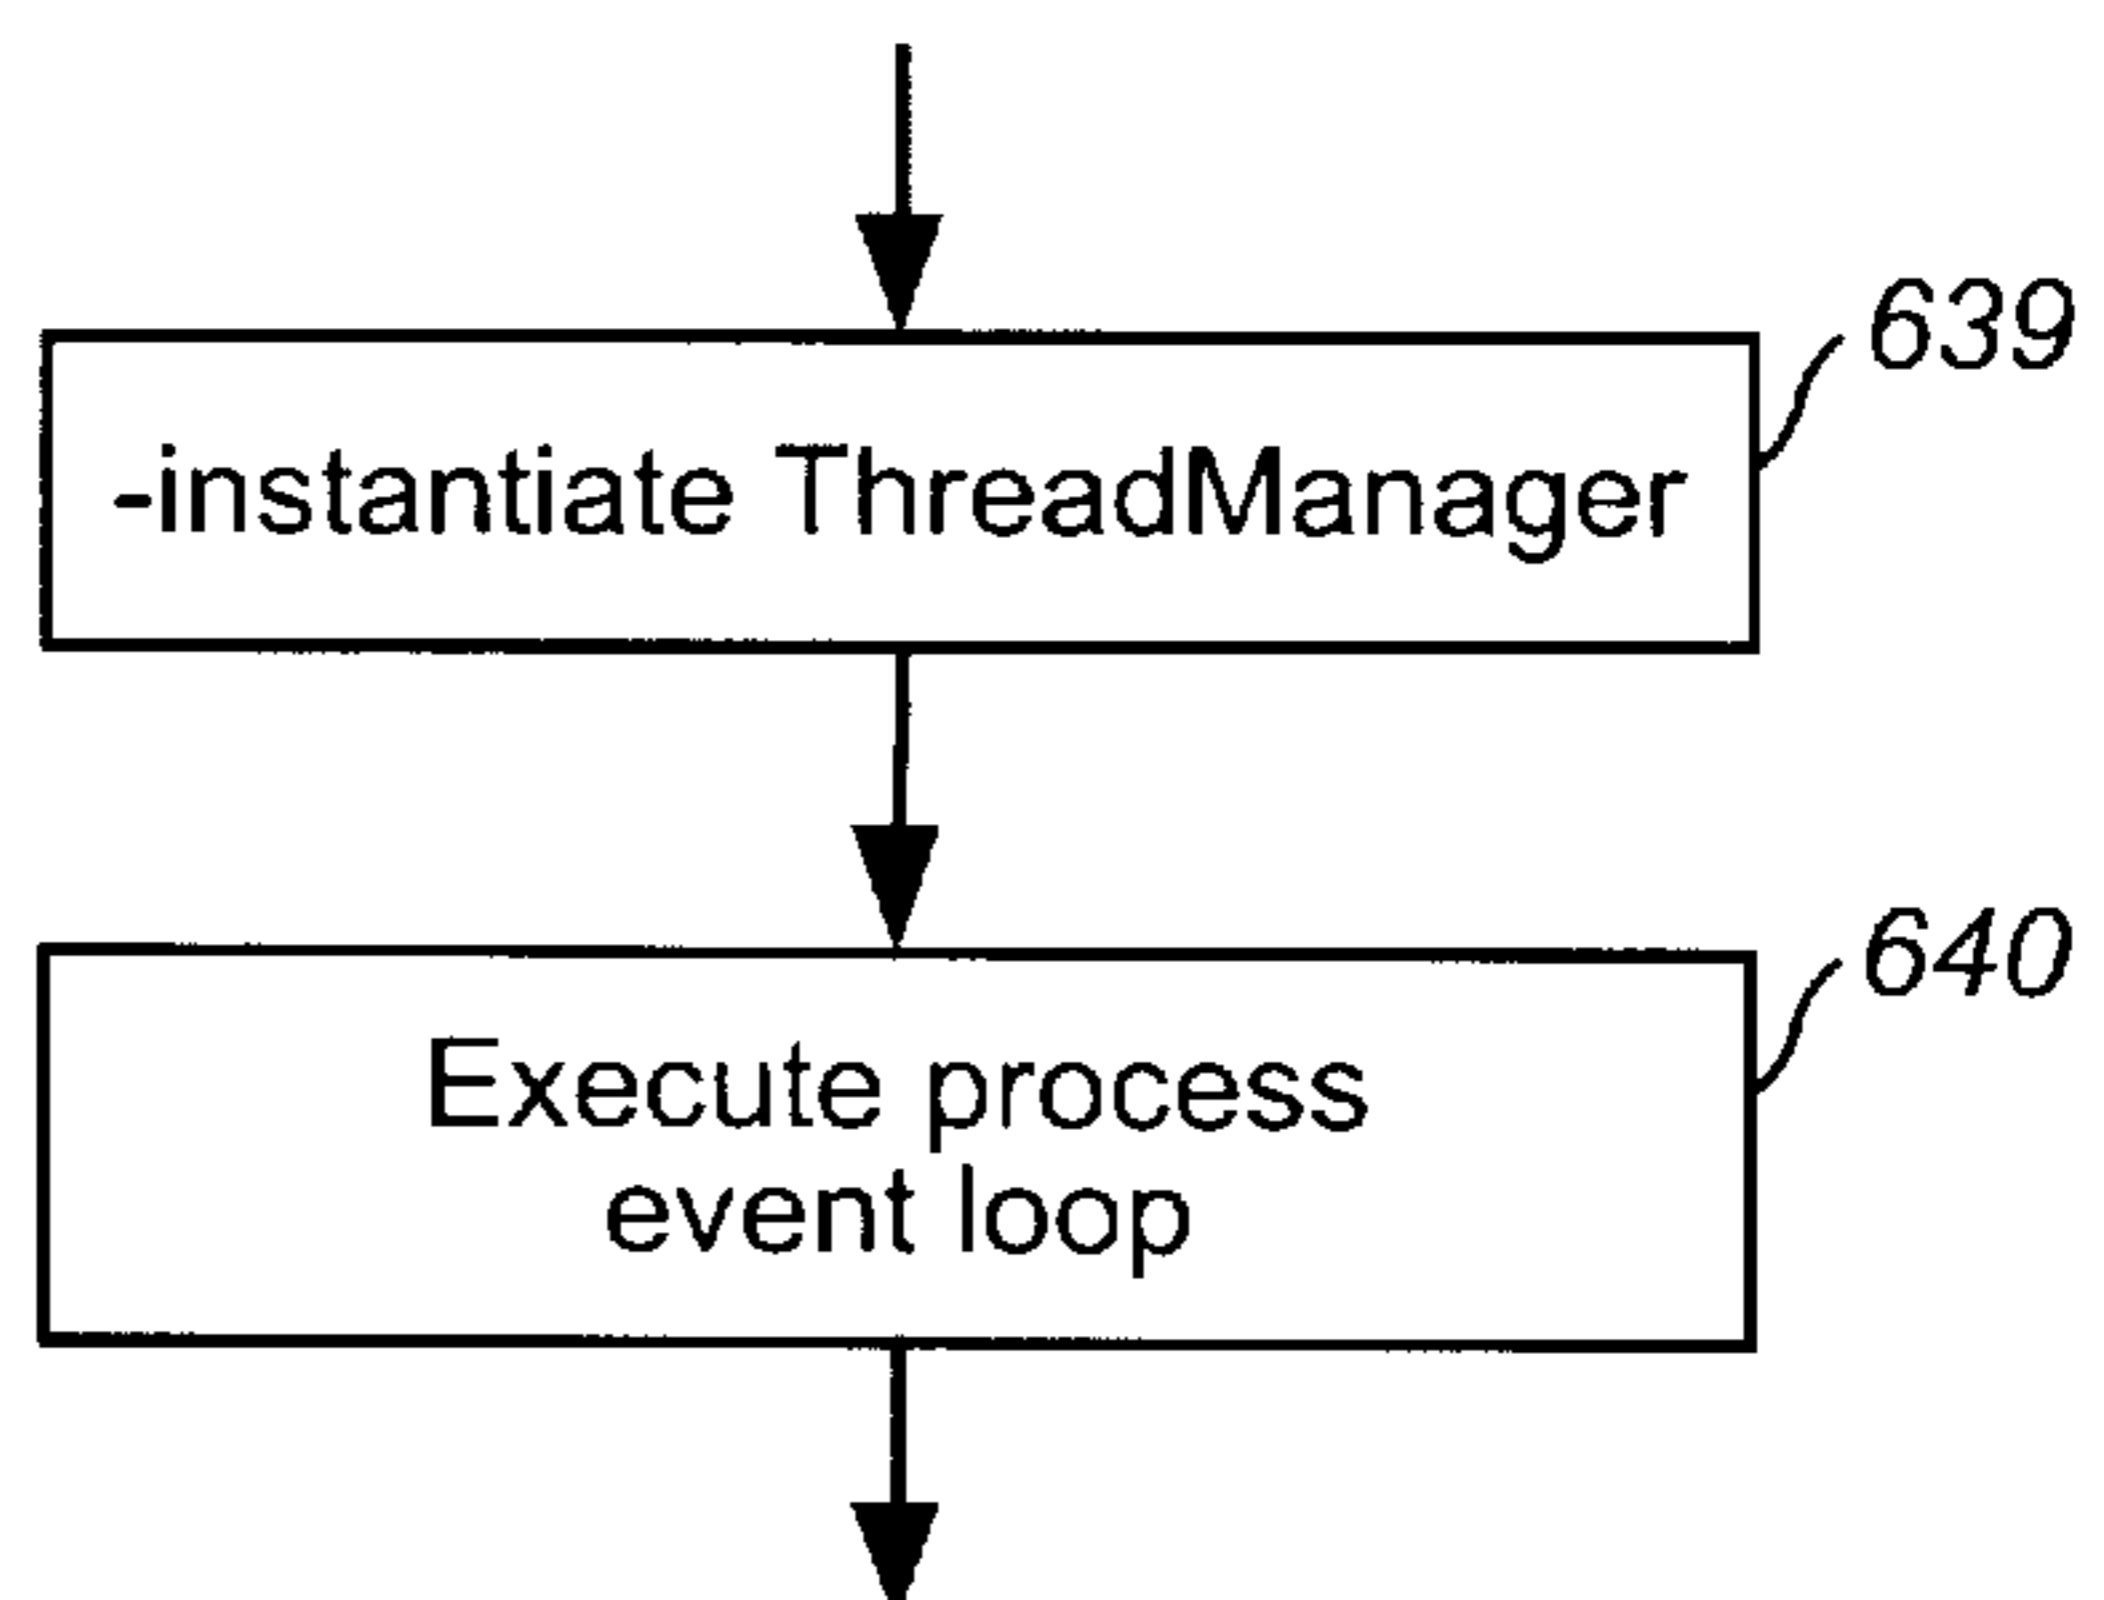 639
-instantiate ThreadManager
640
Execute process
event loop